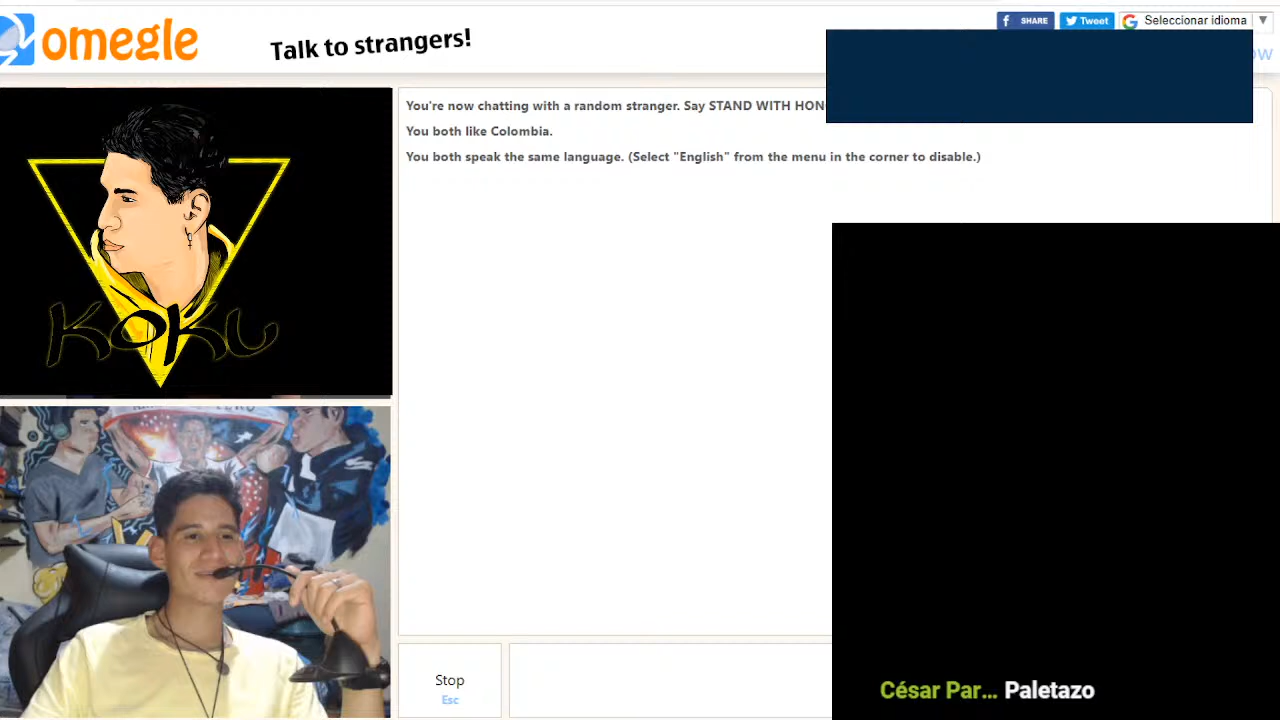 omegle
Talk to strangers!
SHARE
Tweet
Seleccionar idioma
You're now chatting with a random stranger. Say STAND WITH HON
You both like Colombia.
You both speak the same language. (Select "English" from the menu in the corner to disable.)
KOKU
Stop
Esc
César Par... Paletazo